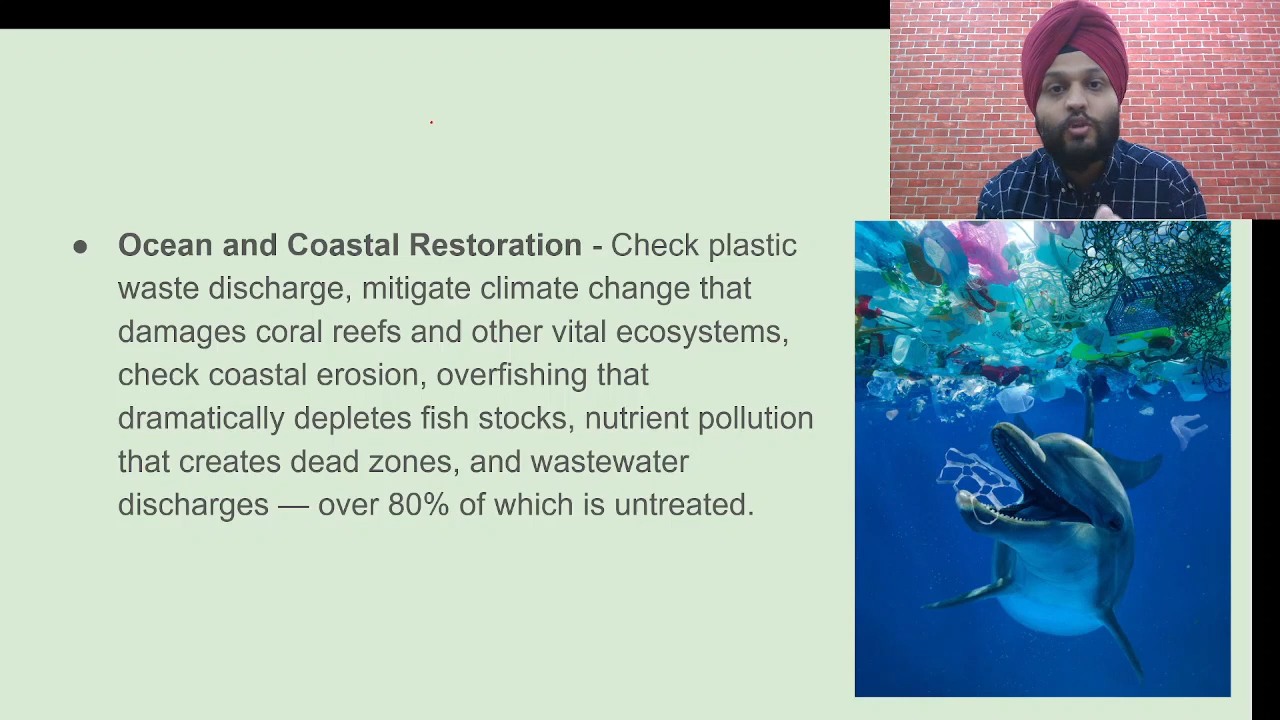 ● Ocean and Coastal Restoration - Check plastic
waste discharge, mitigate climate change that
damages coral reefs and other vital ecosystems,
check coastal erosion, overfishing that
dramatically depletes fish stocks, nutrient pollution
that creates dead zones, and wastewater
discharges — over 80% of which is untreated.